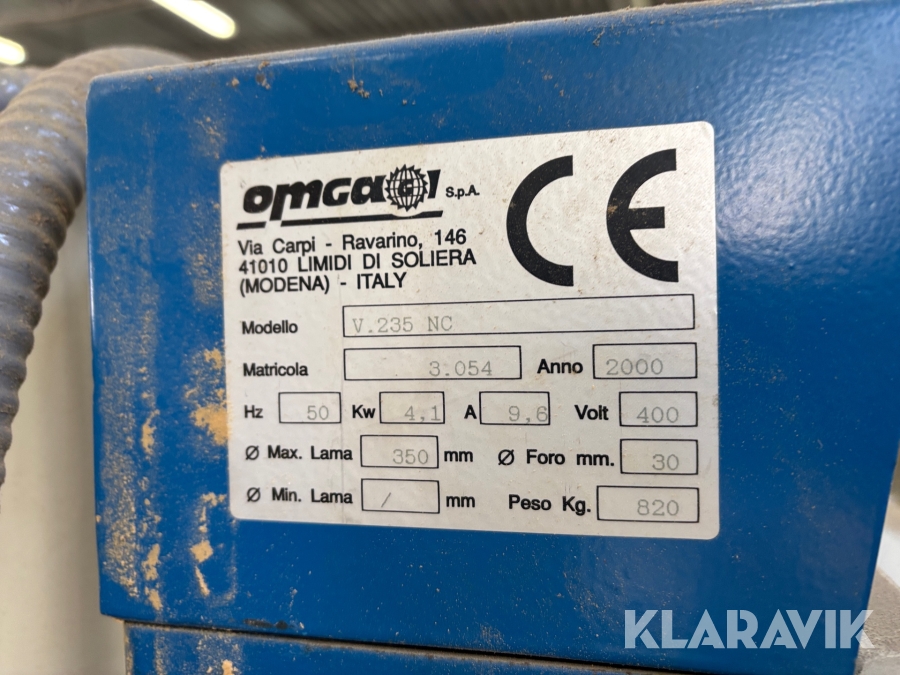 omga S.p.A.
Via Carpi - Ravarino, 146
41010 LIMIDI DI SOLIERA
(MODENA) - ITALY
CE
Modello V.235 NC
Matricola 3.054 Anno 2000
Hz 50 Kw 4,1 A 9,6 Volt 400
Ø Max. Lama 350 mm Ø Foro mm. 30
Ø Min. Lama / mm Peso Kg. 820
KLARAVIK